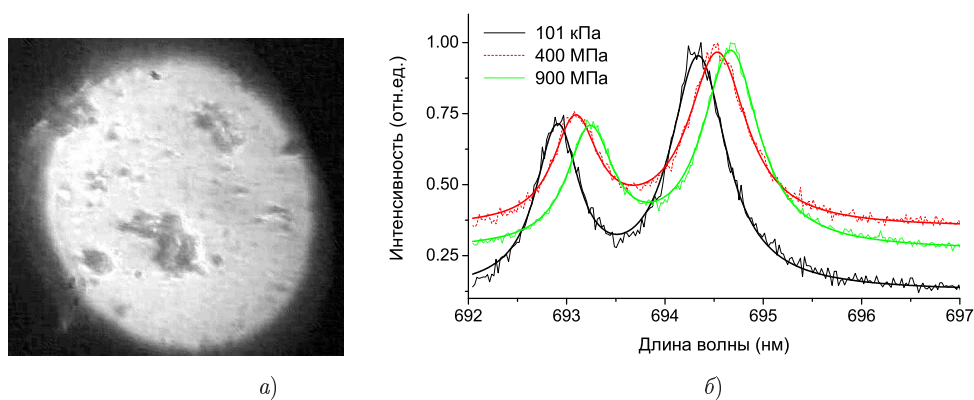 101 кПа
400 МПа
900 МПа
Интенсивность (отн.ед.)
1.00
0.75
0.50
0.25
692 693 694 695 696 697
Длина волны (нм)
а) б)